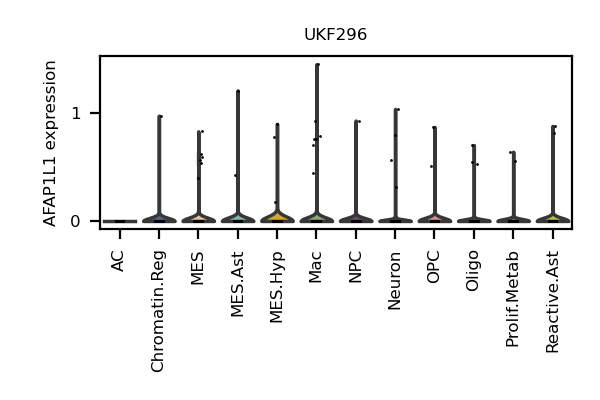 UKF296
AFAP1L1 expression
1
0
AC
Chromatin.Reg
MES
MES.Ast
MES.Hyp
Mac
NPC
Neuron
OPC
Oligo
Prolif.Metab
Reactive.Ast